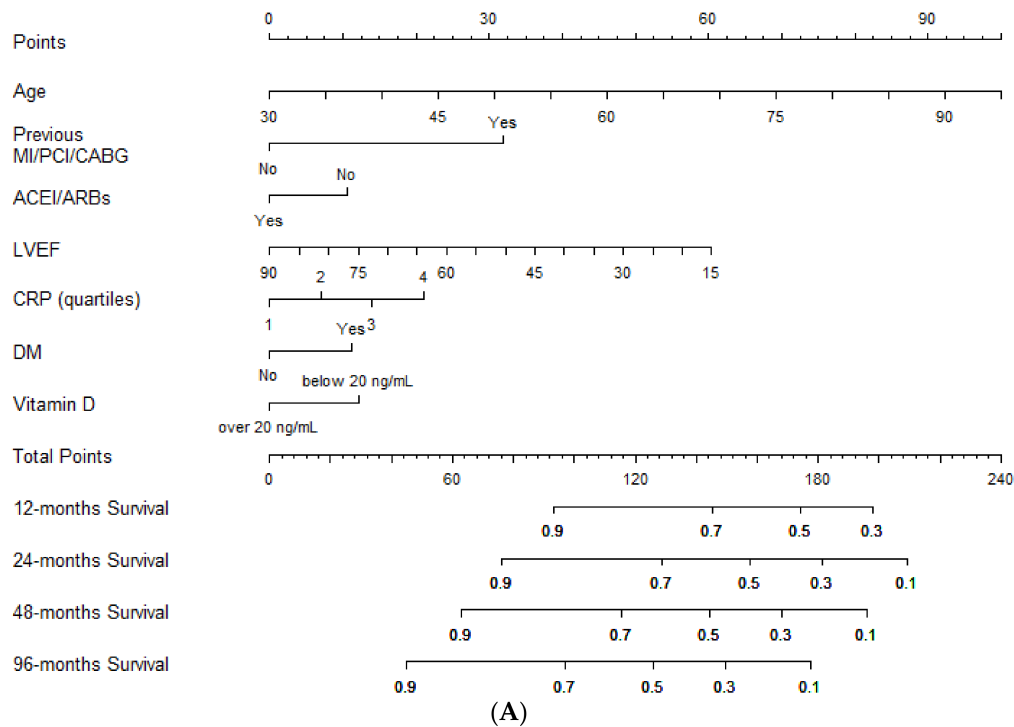 0 30 60 90
Points
Age
30 45 60 75 90
Previous
MI/PCI/CABG
Yes
No
No
ACEI/ARBs
Yes
LVEF
90 75 60 45 30 15
2 4
CRP (quartiles)
1 3
Yes
DM
No
below 20 ng/mL
Vitamin D
over 20 ng/mL
Total Points
0 60 120 180 240
12-months Survival
0.9 0.7 0.5 0.3
24-months Survival
0.9 0.7 0.5 0.3 0.1
48-months Survival
0.9 0.7 0.5 0.3 0.1
96-months Survival
0.9 0.7 0.5 0.3 0.1
(A)